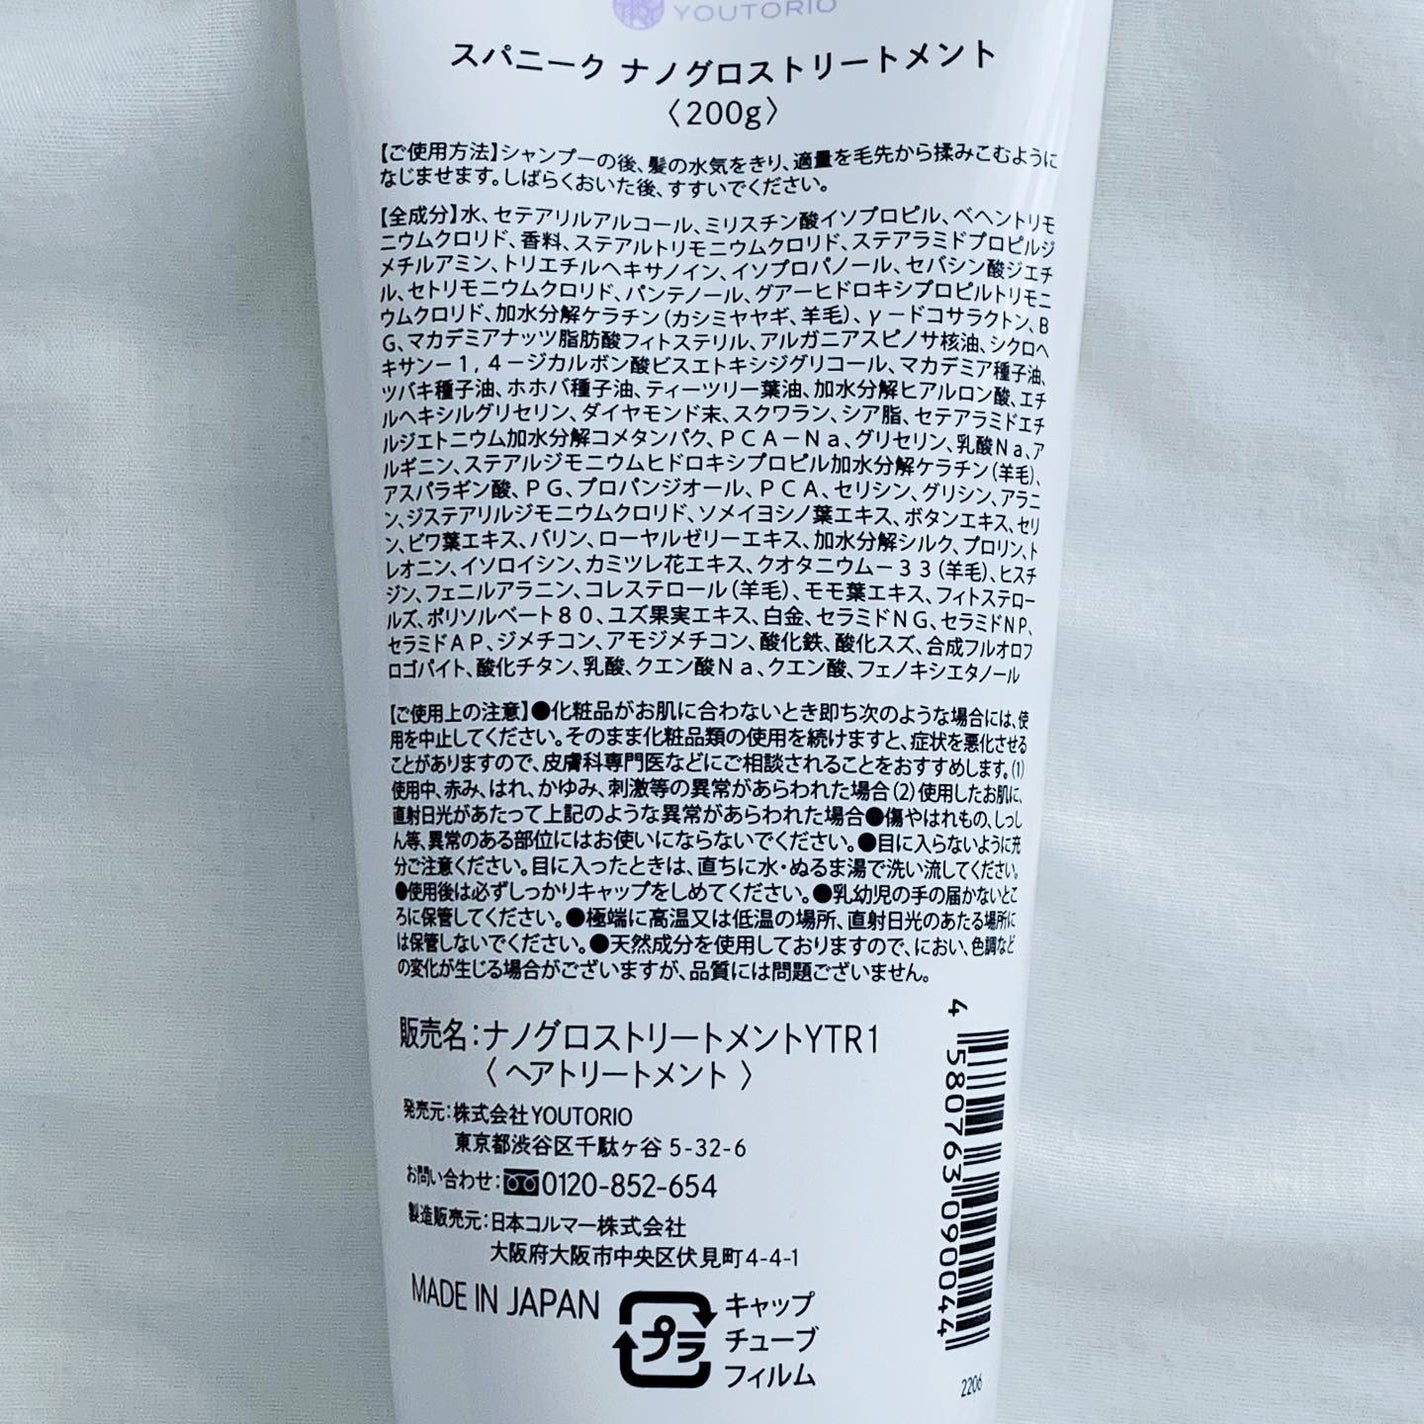 YOUTORIO
スパニーク ナノグロストリートメント
〈200g〉
【ご使用方法】シャンプーの後、髪の水気をきり、適量を毛先から揉みこむように
なじませます。しばらくおいた後、すすいでください。
【全成分】水、セテアリルアルコール、ミリスチン酸イソプロピル、ベヘントリモ
ニウムクロリド、香料、ステアルトリモニウムクロリド、ステアラミドプロピルジ
メチルアミン、トリエチルヘキサノイン、イソプロパノール、セバシン酸ジエチ
ル、セトリモニウムクロリド、パンテノール、グアーヒドロキシプロピルトリモニ
ウムクロリド、加水分解ケラチン（カシミヤヤギ、羊毛）、γードコサラクトン、B
G、マカデミアナッツ脂肪酸フィトステリル、アルガニアスピノサ核油、シクロヘ
キサンー１，４ージカルボン酸ビスエトキシジグリコール、マカデミア種子油、
ツバキ種子油、ホホバ種子油、ティーツリー葉油、加水分解ヒアルロン酸、エチ
ルヘキシルグリセリン、ダイヤモンド末、スクワラン、シア脂、セテアラミドエチ
ルジエトニウム加水分解コメタンパク、ＰＣＡーＮａ、グリセリン、乳酸Ｎａ、ア
ルギニン、ステアルジモニウムヒドロキシプロピル加水分解ケラチン（羊毛）、
アスパラギン酸、ＰＧ、プロパンジオール、ＰＣＡ、セリシン、グリシン、アラニ
ン、ジステアリルジモニウムクロリド、ソメイヨシノ葉エキス、ボタンエキス、セリ
ン、ビワ葉エキス、バリン、ローヤルゼリーエキス、加水分解シルク、プロリン、ト
レオニン、イソロイシン、カミツレ花エキス、クオタニウムー３３（羊毛）、ヒスチ
ジン、フェニルアラニン、コレステロール（羊毛）、モモ葉エキス、フィトステロー
ルズ、ポリソルベート８０、ユズ果実エキス、白金、セラミドＮＧ、セラミドＮＰ、
セラミドＡＰ、ジメチコン、アモジメチコン、酸化鉄、酸化スズ、合成フルオロフ
ロゴパイト、酸化チタン、乳酸、クエン酸Ｎａ、クエン酸、フェノキシエタノール
【ご使用上の注意】●化粧品がお肌に合わないとき即ち次のような場合には、使
用を中止してください。そのまま化粧品類の使用を続けますと、症状を悪化させる
ことがありますので、皮膚科専門医などにご相談されることをおすすめします。(1)
使用中、赤み、はれ、かゆみ、刺激等の異常があらわれた場合(2)使用したお肌に、
直射日光があたって上記のような異常があらわれた場合●傷やはれもの、しっし
ん等、異常のある部位にはお使いにならないでください。●目に入らないように充
分ご注意ください。目に入ったときは、直ちに水・ぬるま湯で洗い流してください。
●使用後は必ずしっかりキャップをしめてください。●乳幼児の手の届かないとこ
ろに保管してください。●極端に高温又は低温の場所、直射日光のあたる場所に
は保管しないでください。●天然成分を使用しておりますので、におい、色調など
の変化が生じる場合がございますが、品質には問題ございません。
販売名：ナノグロストリートメントYTR1
〈 ヘアトリートメント 〉
発売元：株式会社YOUTORIO
東京都渋谷区千駄ヶ谷 5-32-6
お問い合わせ：0120-852-654
製造販売元：日本コルマー株式会社
大阪府大阪市中央区伏見町4-4-1
MADE IN JAPAN
プラ
キャップ
チューブ
フィルム
4 580763 090044
2206